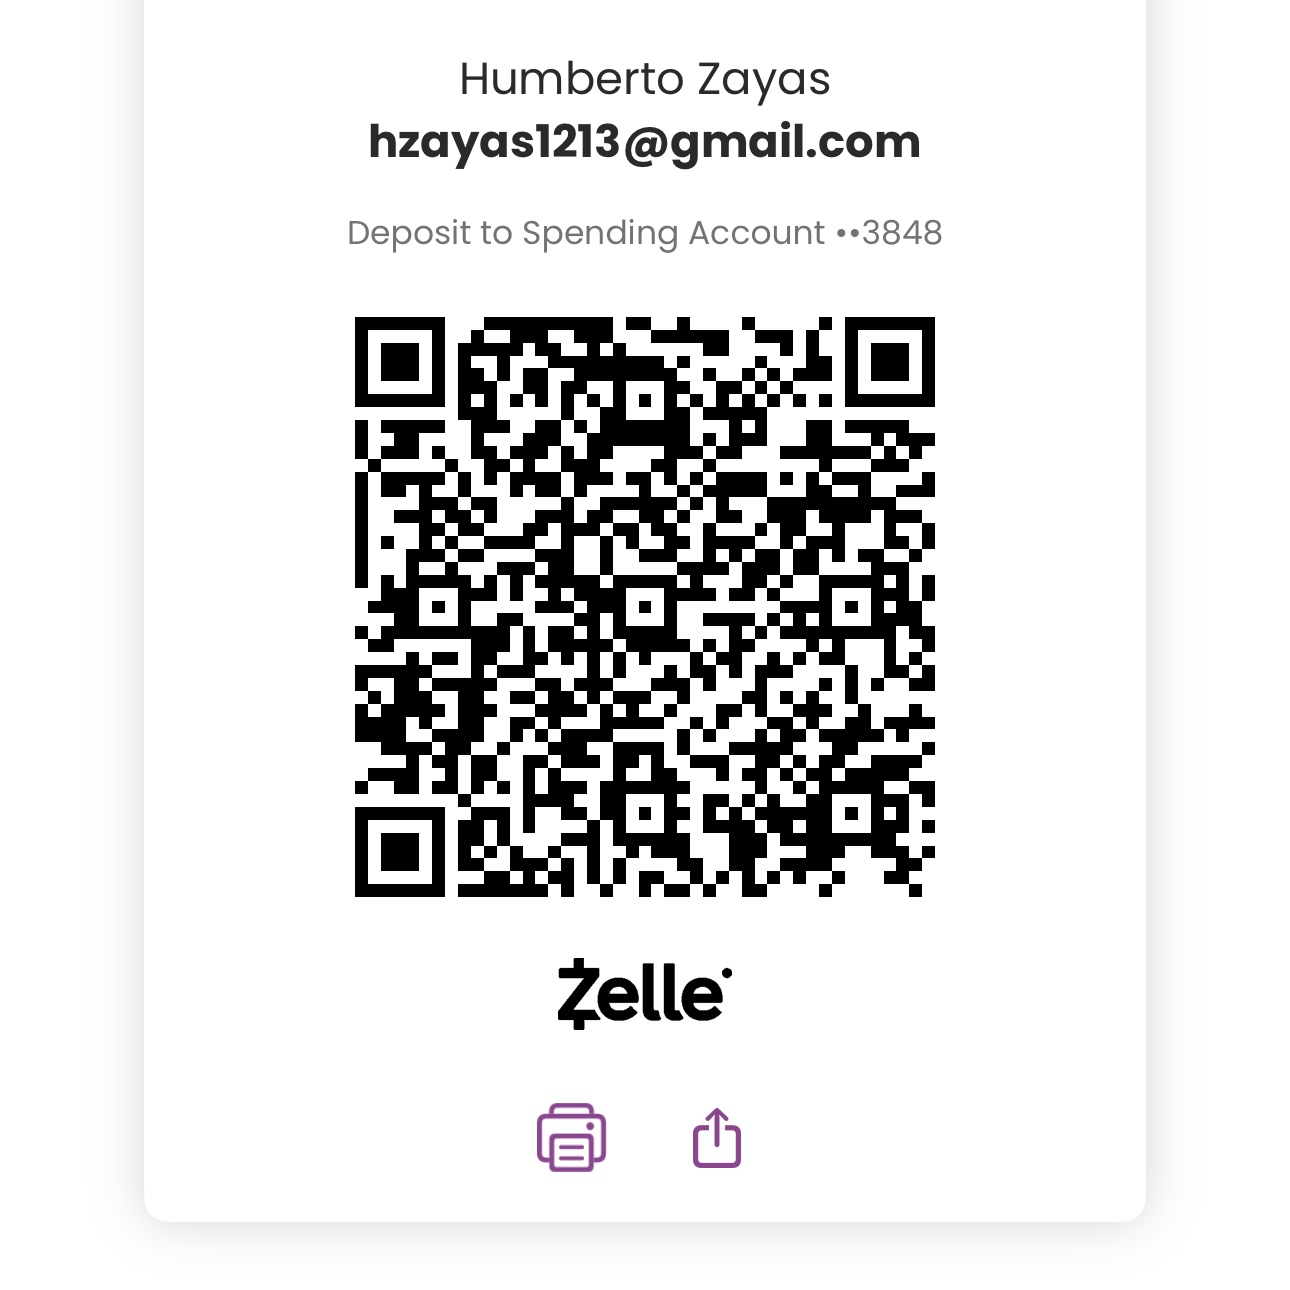 Humberto Zayas
hzayas1213@gmail.com
Deposit to Spending Account ••3848
Zelle